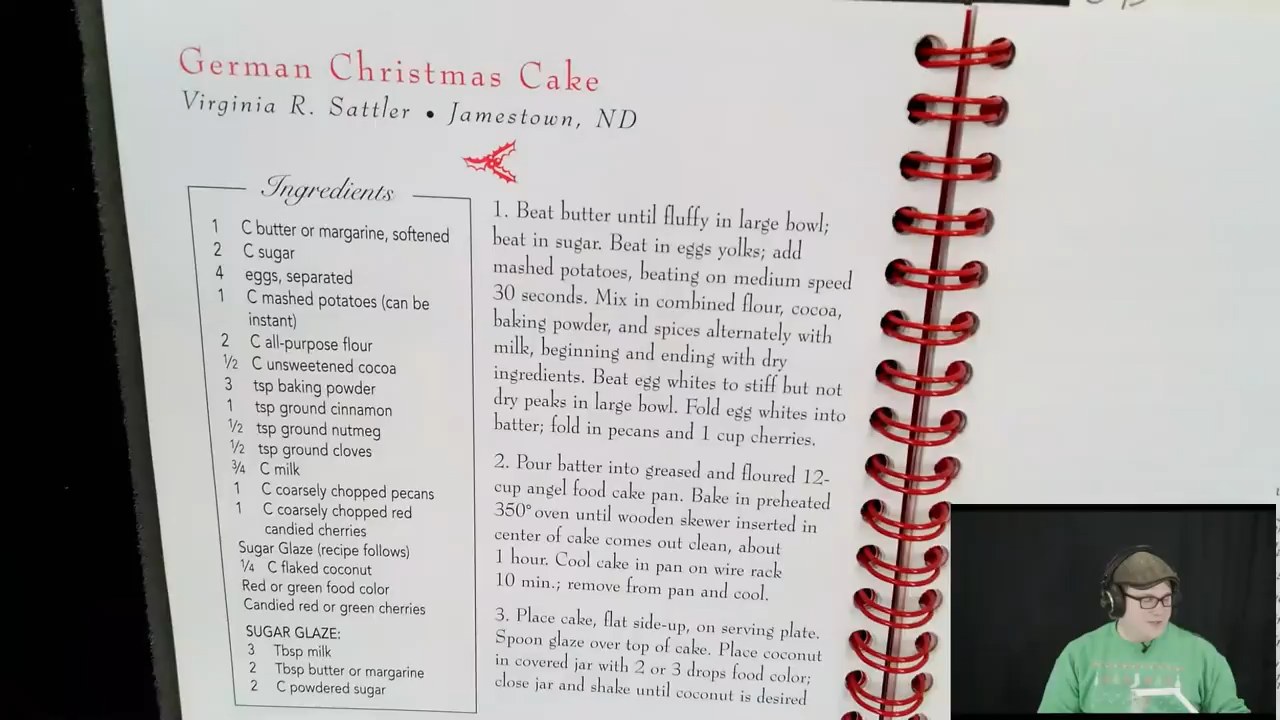 German Christmas Cake
Virginia R. Sattler • Jamestown, ND
Ingredients
1 C butter or margarine, softened
2 C sugar
4 eggs, separated
1 C mashed potatoes (can be
instant)
2 C all-purpose flour
½ C unsweetened cocoa
3 tsp baking powder
1 tsp ground cinnamon
½ tsp ground nutmeg
½ tsp ground cloves
¾ C milk
1 C coarsely chopped pecans
1 C coarsely chopped red
candied cherries
Sugar Glaze (recipe follows)
¼ C flaked coconut
Red or green food color
Candied red or green cherries
SUGAR GLAZE:
3 Tbsp milk
2 Tbsp butter or margarine
2 C powdered sugar
1. Beat butter until fluffy in large bowl;
beat in sugar. Beat in eggs yolks; add
mashed potatoes, beating on medium speed
30 seconds. Mix in combined flour, cocoa,
baking powder, and spices alternately with
milk, beginning and ending with dry
ingredients. Beat egg whites to stiff but not
dry peaks in large bowl. Fold egg whites into
batter; fold in pecans and 1 cup cherries.
2. Pour batter into greased and floured 12-
cup angel food cake pan. Bake in preheated
350° oven until wooden skewer inserted in
center of cake comes out clean, about
1 hour. Cool cake in pan on wire rack
10 min.; remove from pan and cool.
3. Place cake, flat side-up, on serving plate.
Spoon glaze over top of cake. Place coconut
in covered jar with 2 or 3 drops food color;
close jar and shake until coconut is desired